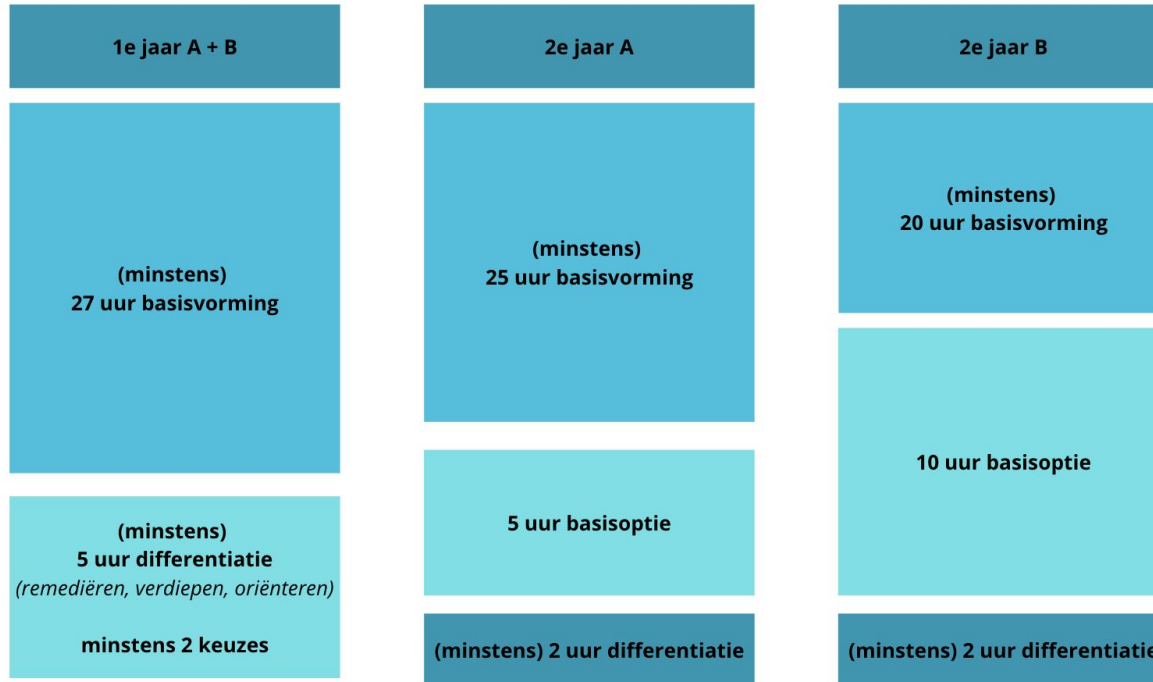 1e jaar A + B
(minstens)
27 uur basisvorming
(minstens)
5 uur differentiatie
(remediëren, verdiepen, oriënteren)
minstens 2 keuzes
2e jaar A
(minstens)
25 uur basisvorming
5 uur basisoptie
(minstens) 2 uur differentiatie
2e jaar B
(minstens)
20 uur basisvorming
10 uur basisoptie
(minstens) 2 uur differentiatie